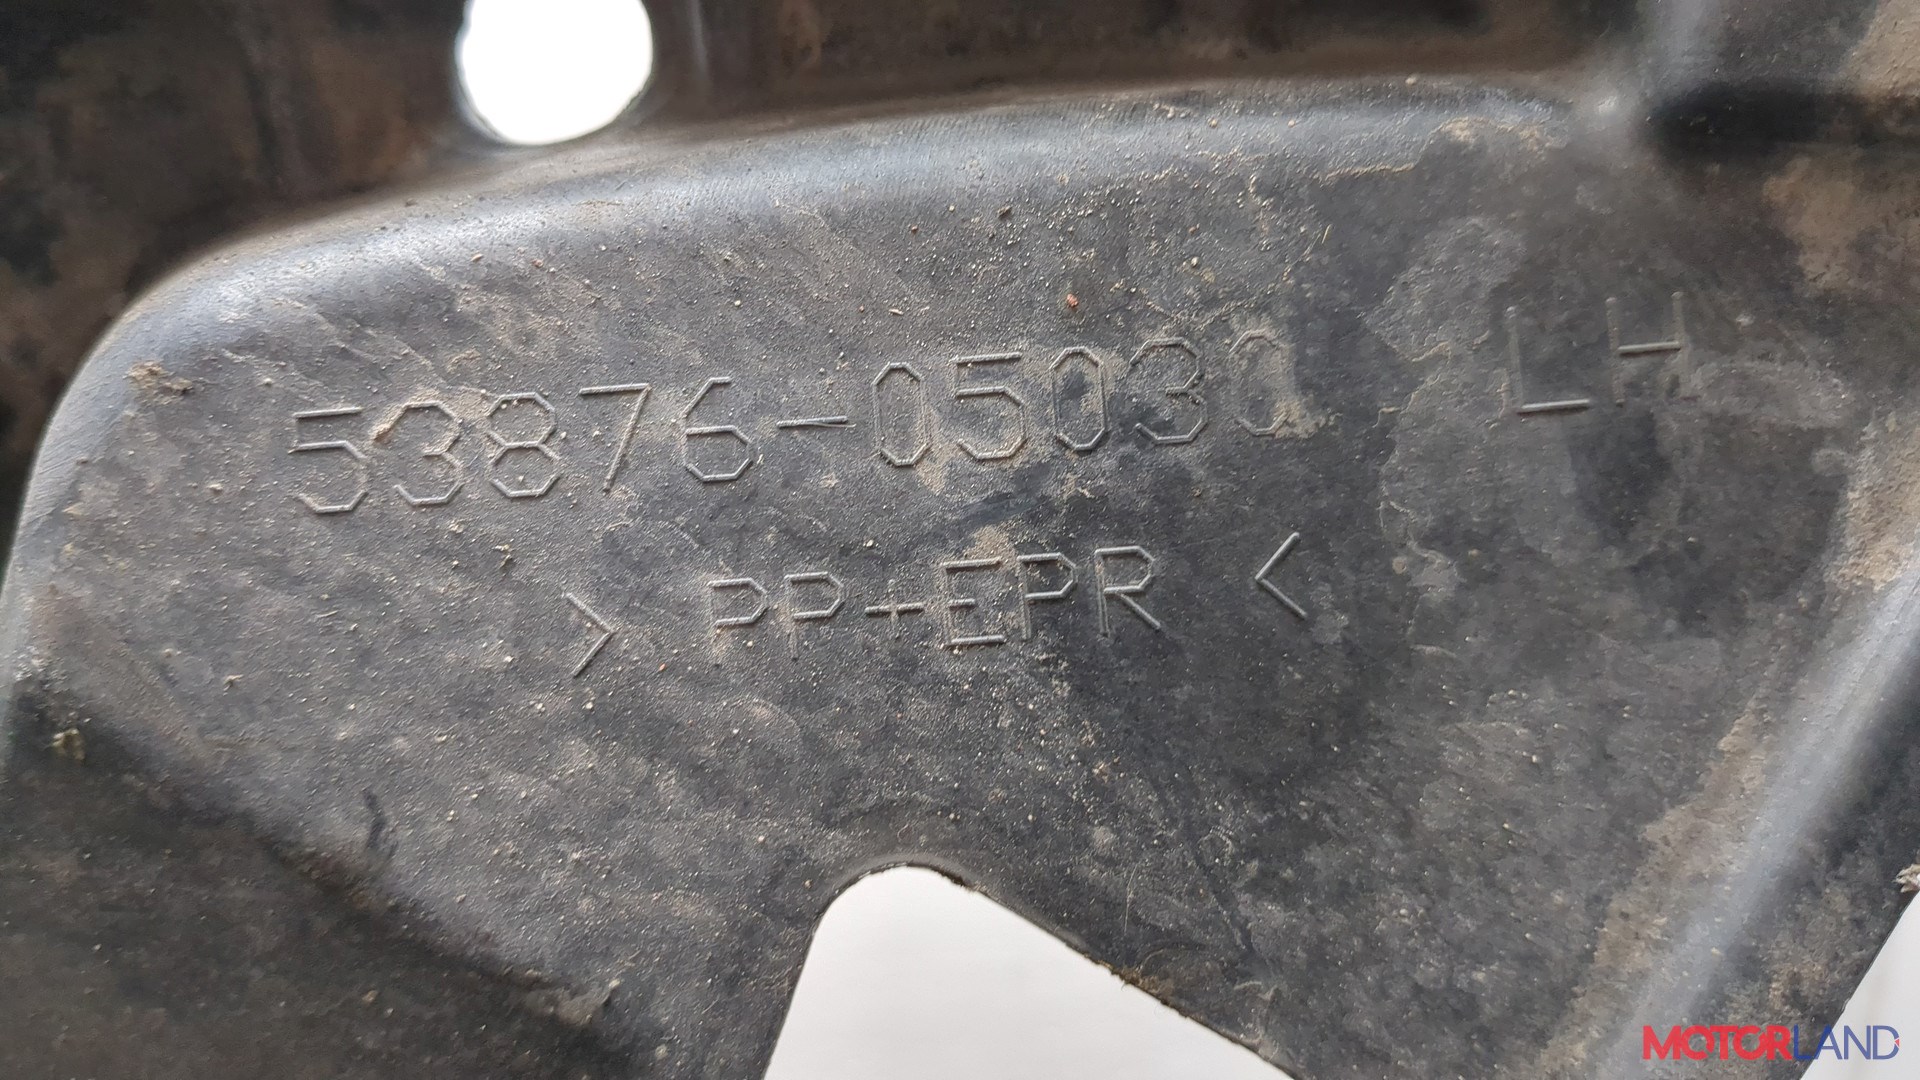 53876-05030 LH
> PP+EPR <
MOTORLAND